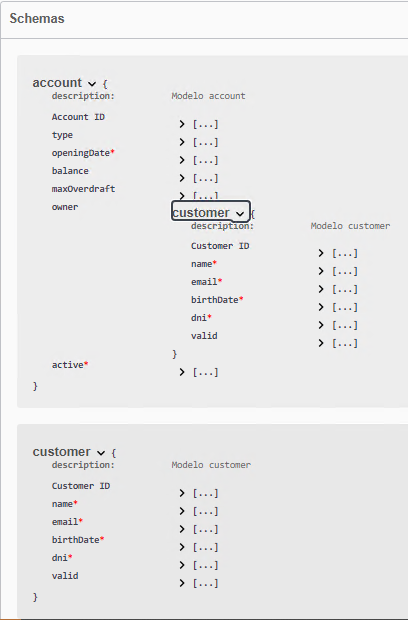 Schemas
account {
description: Modelo account
Account ID [...]
type [...]
openingDate* [...]
balance [...]
maxOverdraft [...]
owner customer {
description: Modelo customer
Customer ID [...]
name* [...]
email* [...]
birthDate* [...]
dni* [...]
valid [...]
}
active* [...]
}
customer {
description: Modelo customer
Customer ID [...]
name* [...]
email* [...]
birthDate* [...]
dni* [...]
valid [...]
}